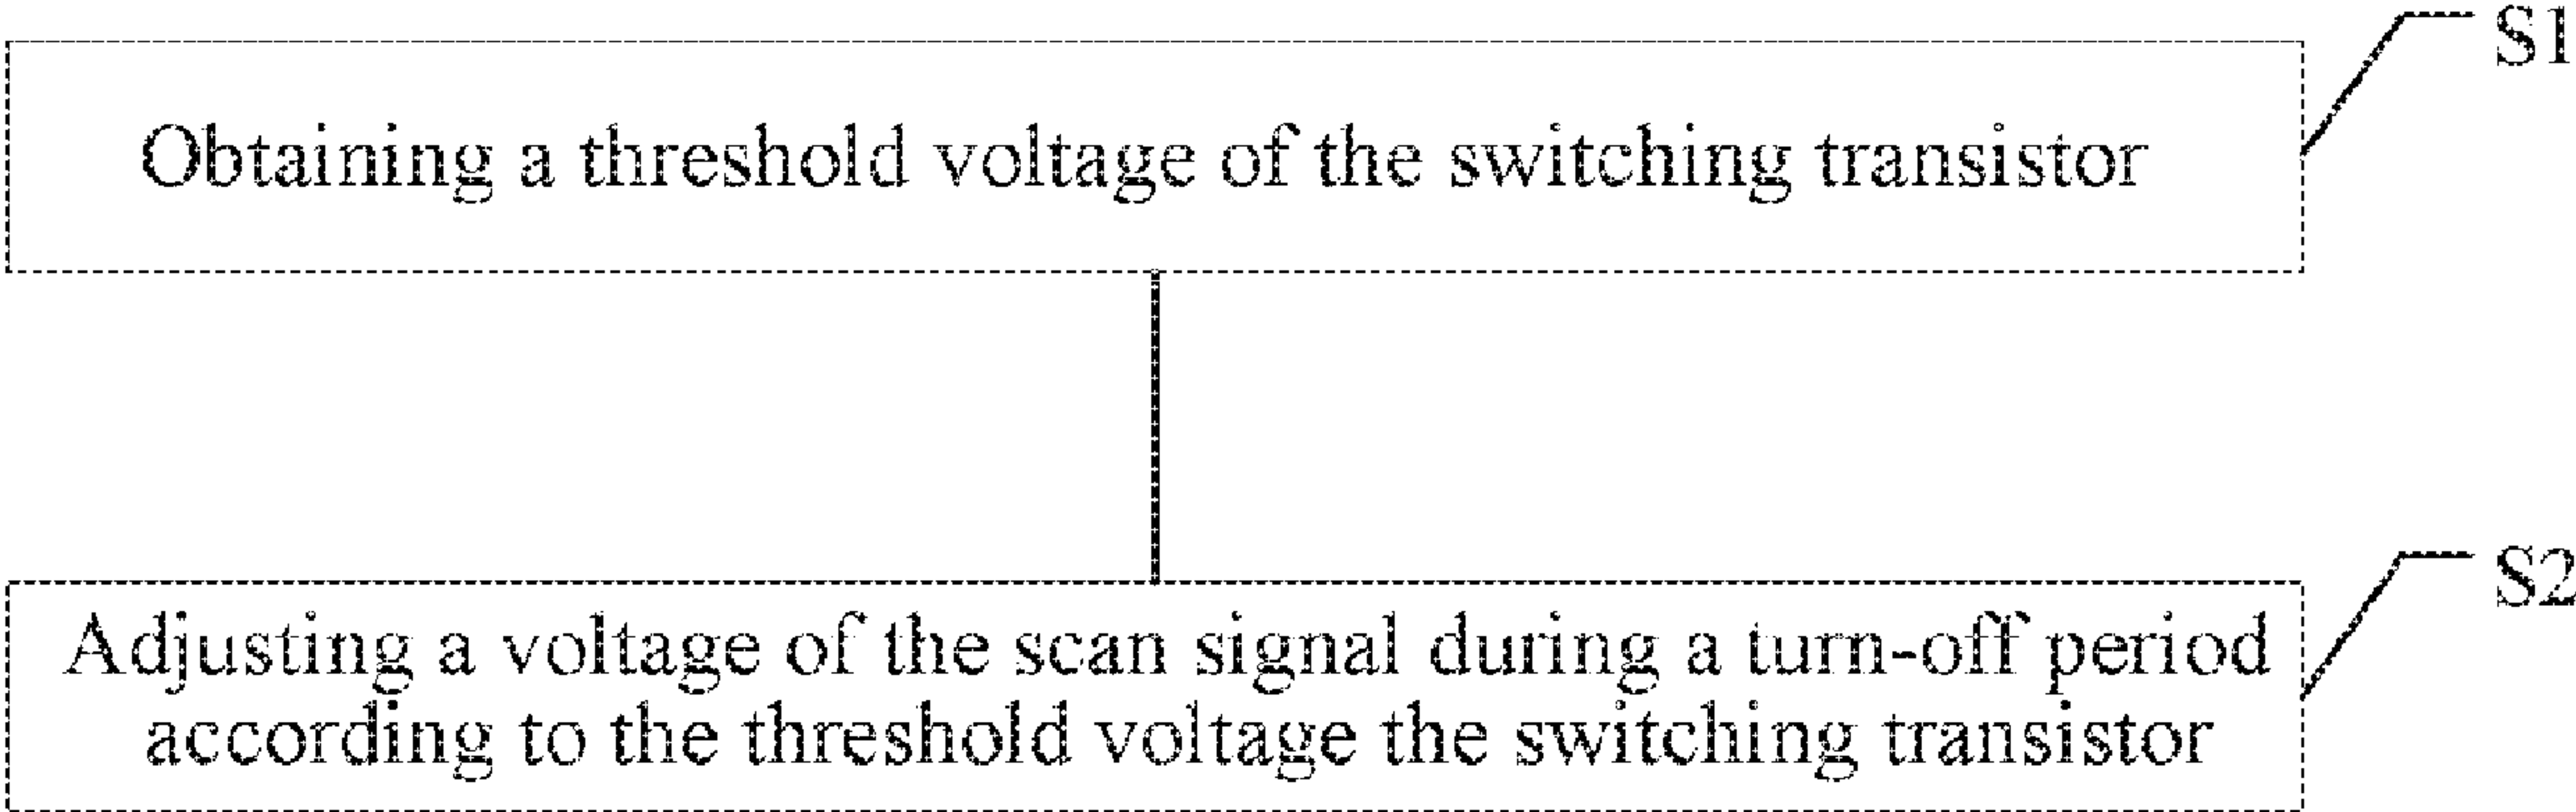 S1
Obtaining a threshold voltage of the switching transistor
S2
Adjusting a voltage of the scan signal during a turn-off period
according to the threshold voltage the switching transistor